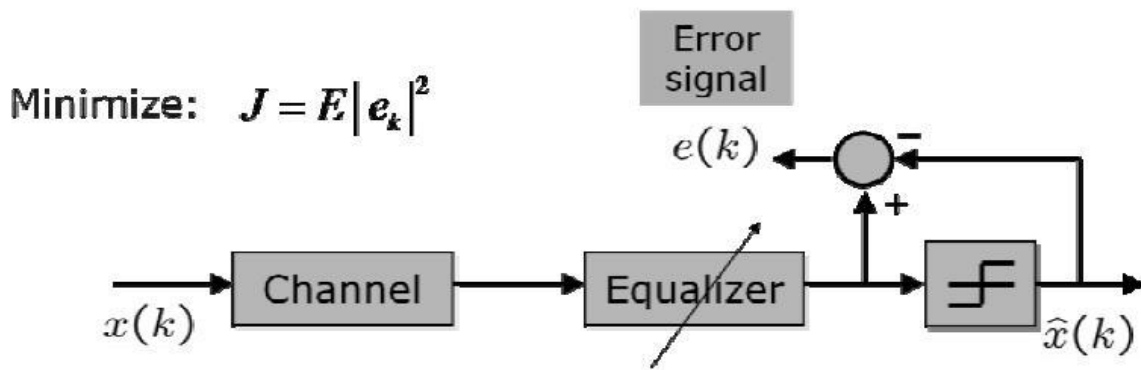 Error
signal
Minimize: J = E|e_k|^2
e(k)
−
+
Channel
Equalizer
x(k)
x̂(k)